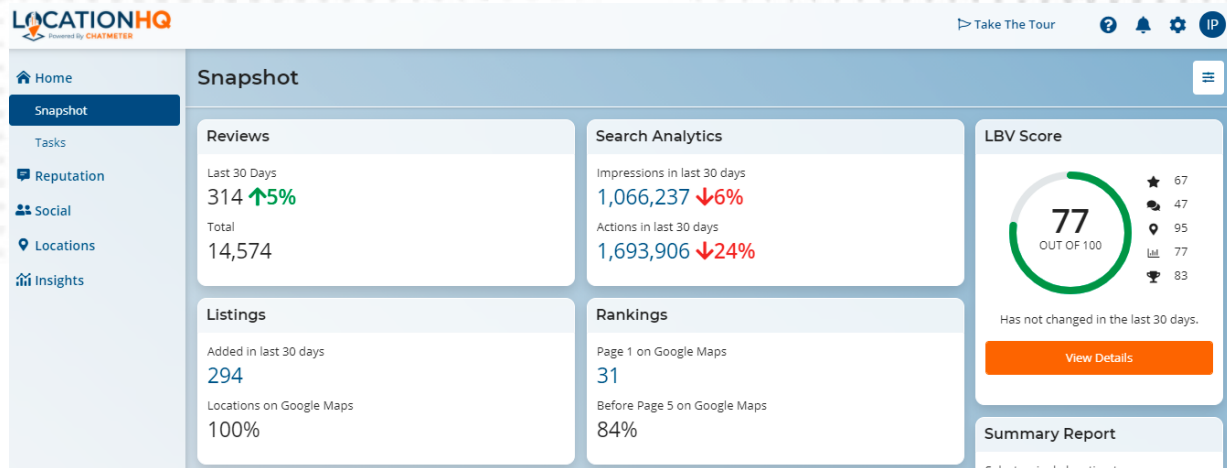 LOCATIONHQ
Powered By CHATMETER
Take The Tour
IP
Home
Snapshot
Tasks
Reputation
Social
Locations
Insights
Snapshot
Reviews
Last 30 Days
314 ↑5%
Total
14,574
Search Analytics
Impressions in last 30 days
1,066,237 ↓6%
Actions in last 30 days
1,693,906 ↓24%
LBV Score
77
OUT OF 100
67
47
95
77
83
Has not changed in the last 30 days.
View Details
Listings
Added in last 30 days
294
Locations on Google Maps
100%
Rankings
Page 1 on Google Maps
31
Before Page 5 on Google Maps
84%
Summary Report